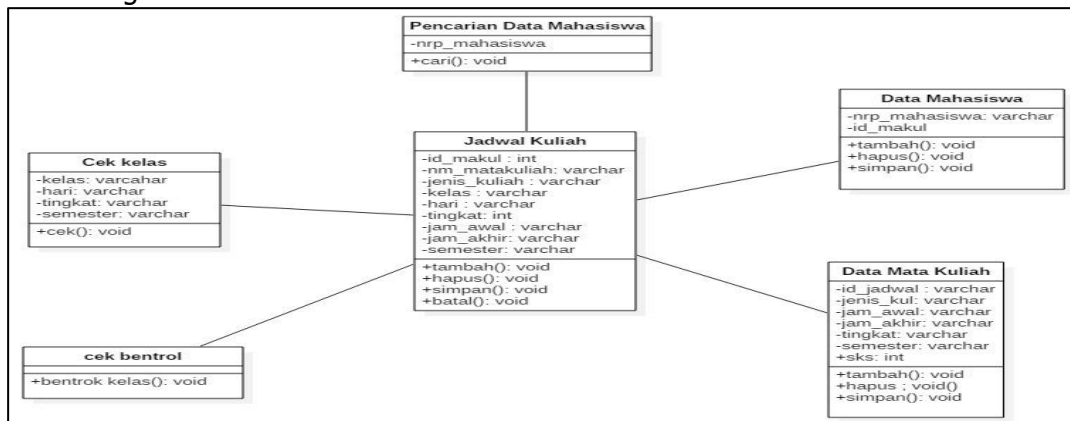 Pencarian Data Mahasiswa
-nrp_mahasiswa
+cari(): void
Data Mahasiswa
-nrp_mahasiswa: varchar
-id_makul
+tambah(): void
+hapus(): void
+simpan(): void
Jadwal Kuliah
-id_makul : int
-nm_matakuliah: varchar
-jenis_kuliah : varchar
-kelas : varchar
-hari : varchar
-tingkat: int
-jam_awal : varchar
-jam_akhir: varchar
-semester: varchar
+tambah(): void
+hapus(): void
+simpan(): void
+batal(): void
Cek kelas
-kelas: varcahar
-hari: varchar
-tingkat: varchar
-semester: varchar
+cek(): void
Data Mata Kuliah
-id_jadwal : varchar
-jenis_kul: varchar
-jam_awal: varchar
-jam_akhir: varchar
-tingkat: varchar
-semester: varchar
+sks: int
+tambah(): void
+hapus ; void()
+simpan(): void
cek bentrol
+bentrok kelas(): void